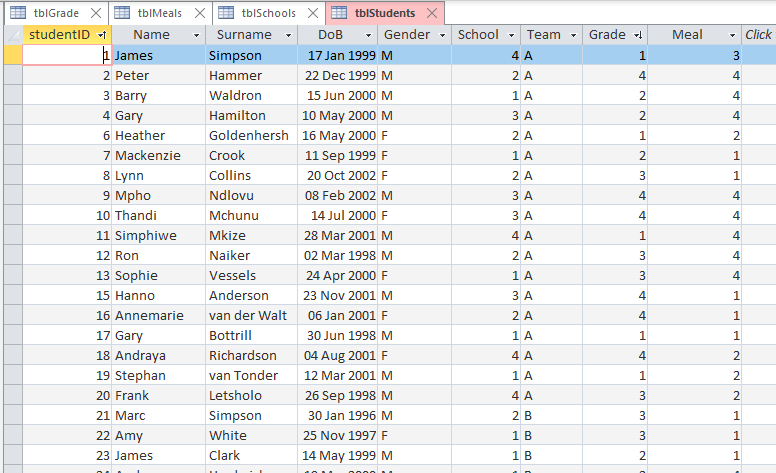 tblGrade tblMeals tblSchools tblStudents
studentID Name Surname DoB Gender School Team Grade Meal Click
1 James Simpson 17 Jan 1999 M 4 A 1 3
2 Peter Hammer 22 Dec 1999 M 2 A 4 4
3 Barry Waldron 15 Jun 2000 M 1 A 2 4
4 Gary Hamilton 10 May 2000 M 3 A 2 4
6 Heather Goldenhersh 16 May 2000 F 2 A 1 2
7 Mackenzie Crook 11 Sep 1999 F 1 A 2 1
8 Lynn Collins 20 Oct 2002 F 2 A 3 1
9 Mpho Ndlovu 08 Feb 2002 M 3 A 4 4
10 Thandi Mchunu 14 Jul 2000 F 3 A 4 4
11 Simphiwe Mkize 28 Mar 2001 M 4 A 1 4
12 Ron Naiker 02 Mar 1998 M 2 A 3 4
13 Sophie Vessels 24 Apr 2000 F 1 A 3 4
15 Hanno Anderson 23 Nov 2001 M 3 A 4 1
16 Annemarie van der Walt 06 Jan 2001 F 2 A 4 1
17 Gary Bottrill 30 Jun 1998 M 1 A 1 1
18 Andraya Richardson 04 Aug 2001 F 4 A 4 2
19 Stephan van Tonder 12 Mar 2001 M 1 A 1 2
20 Frank Letsholo 26 Sep 1998 M 4 A 3 2
21 Marc Simpson 30 Jan 1996 M 2 B 3 1
22 Amy White 25 Nov 1997 F 1 B 3 1
23 James Clark 14 May 1999 M 1 B 2 1